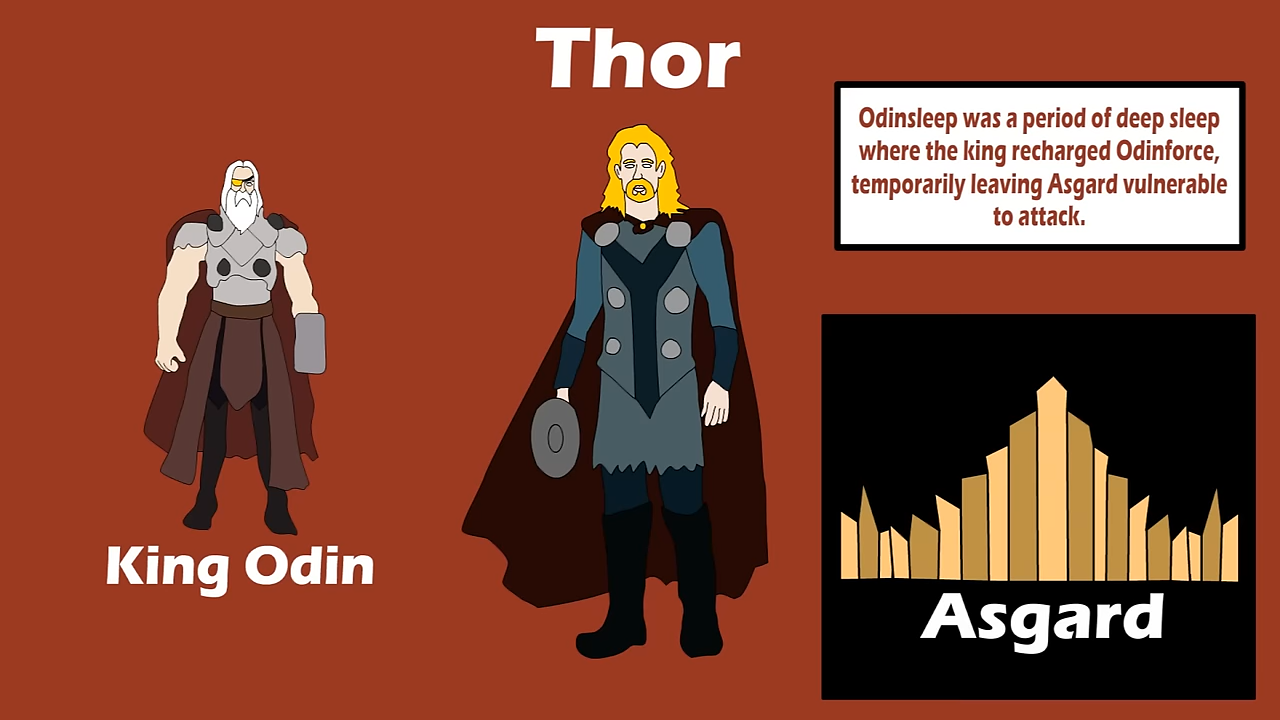 Thor
Odinsleep was a period of deep sleep
where the king recharged Odinforce,
temporarily leaving Asgard vulnerable
to attack.
King Odin
Asgard